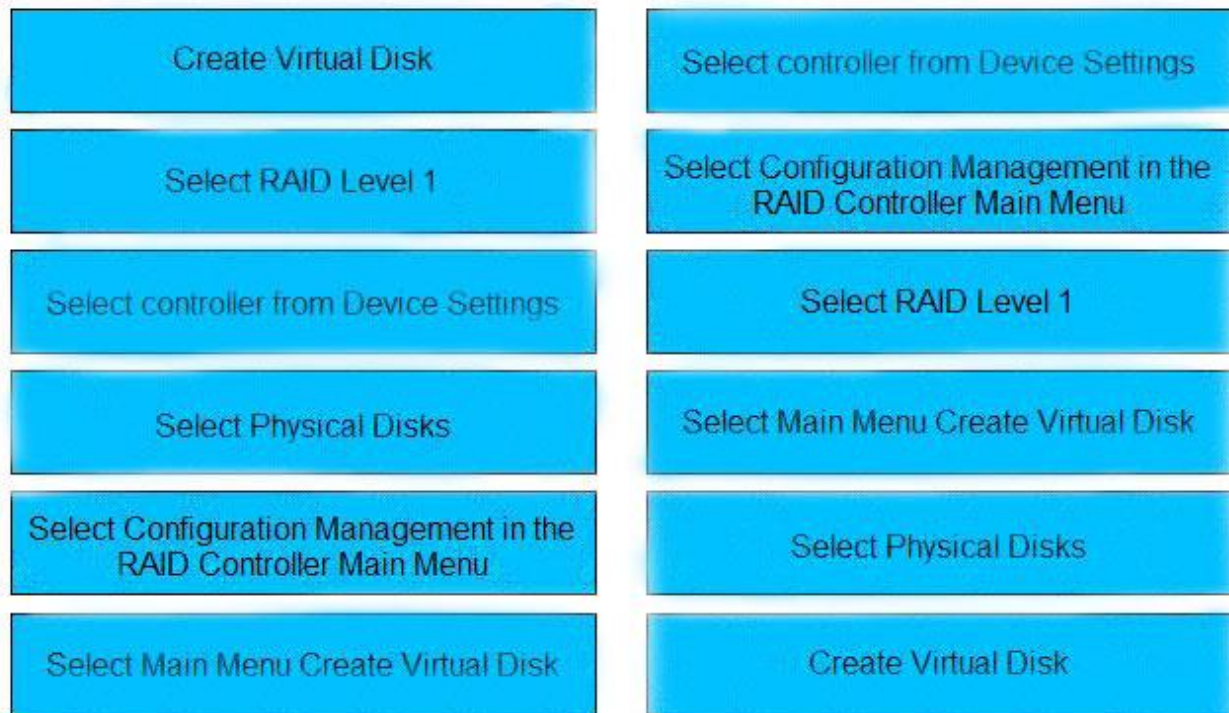 Create Virtual Disk
Select RAID Level 1
Select controller from Device Settings
Select Physical Disks
Select Configuration Management in the
RAID Controller Main Menu
Select Main Menu Create Virtual Disk
Select controller from Device Settings
Select Configuration Management in the
RAID Controller Main Menu
Select RAID Level 1
Select Main Menu Create Virtual Disk
Select Physical Disks
Create Virtual Disk